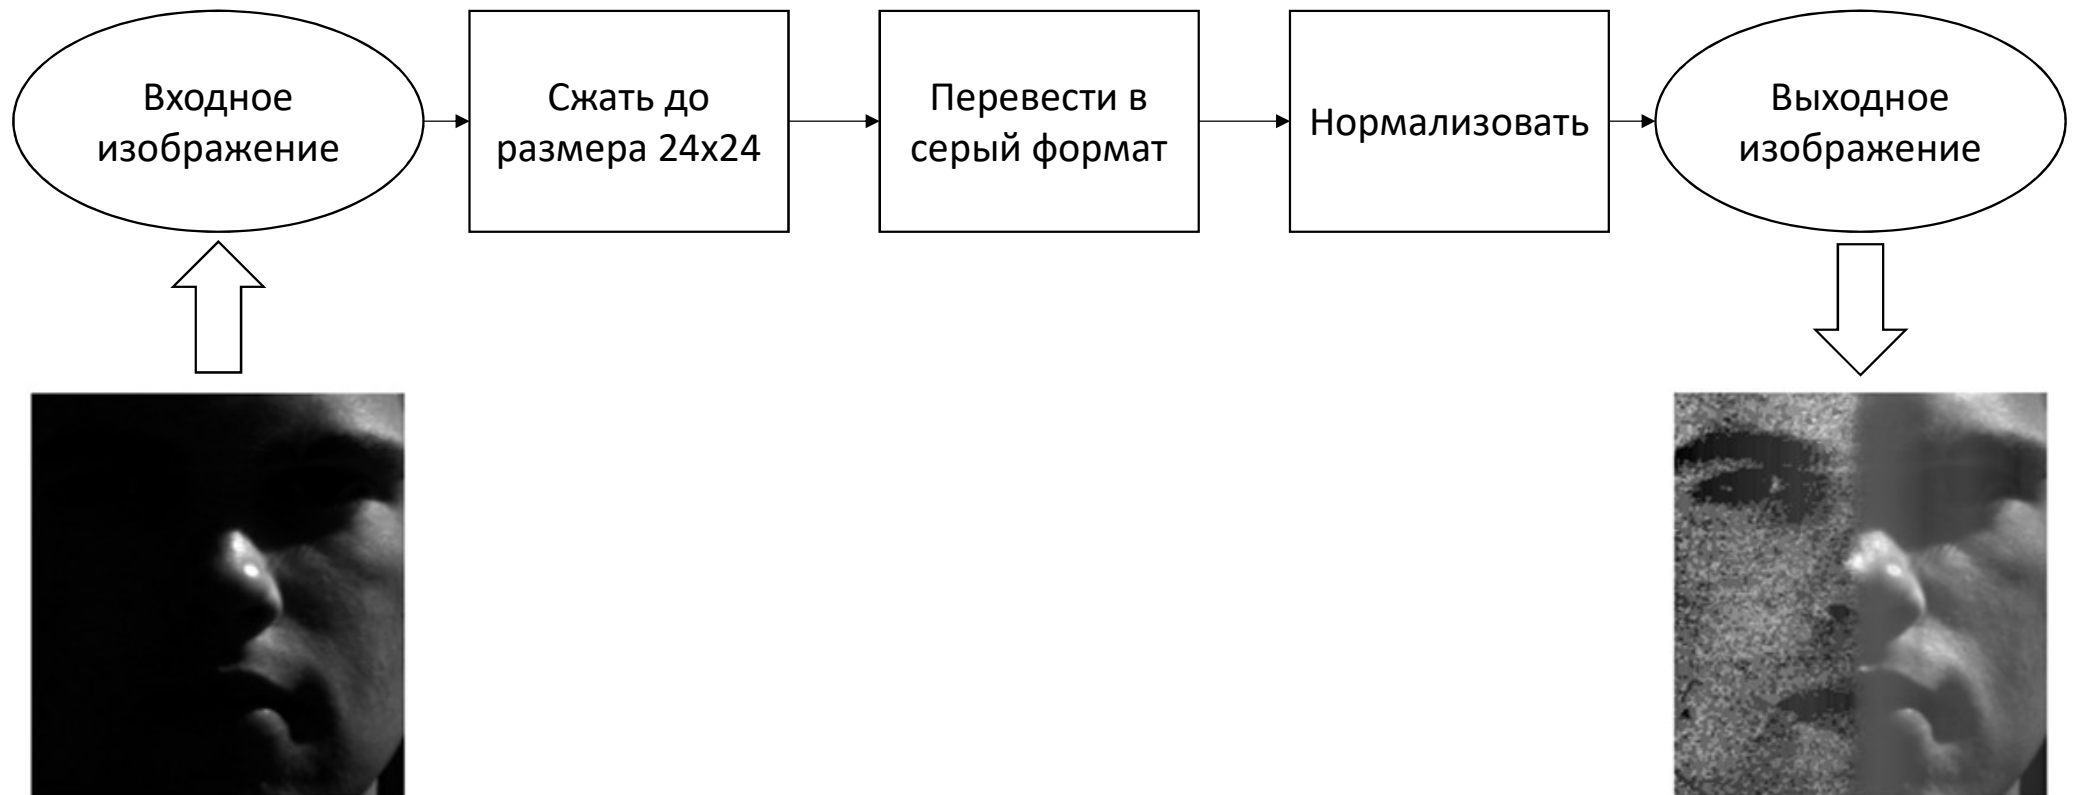 Входное
изображение
Сжать до
размера 24x24
Перевести в
серый формат
Нормализовать
Выходное
изображение